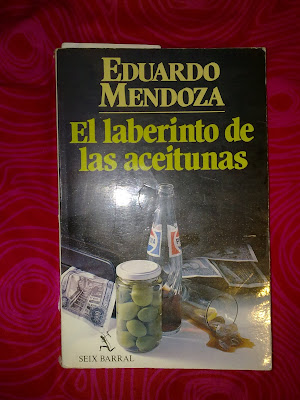 EDUARDO
MENDOZA
El laberinto de
las aceitunas
SEIX BARRAL